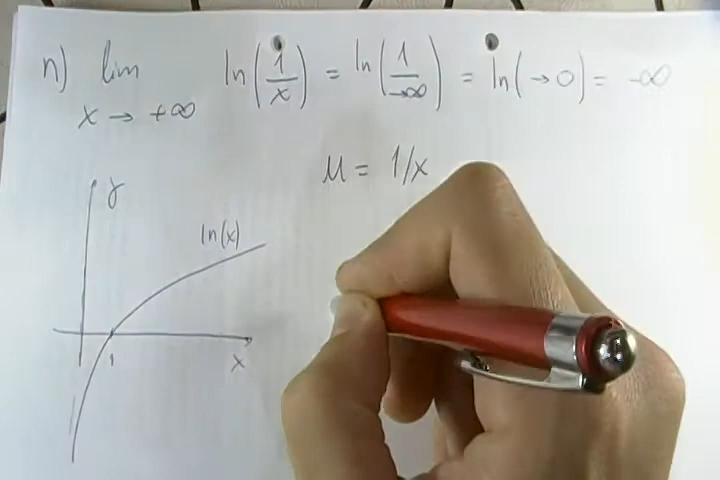 n) lim ln(1/x) = ln(1/→∞) = ln(→0) = -∞
x → +∞
u = 1/x
y
ln(x)
1
x